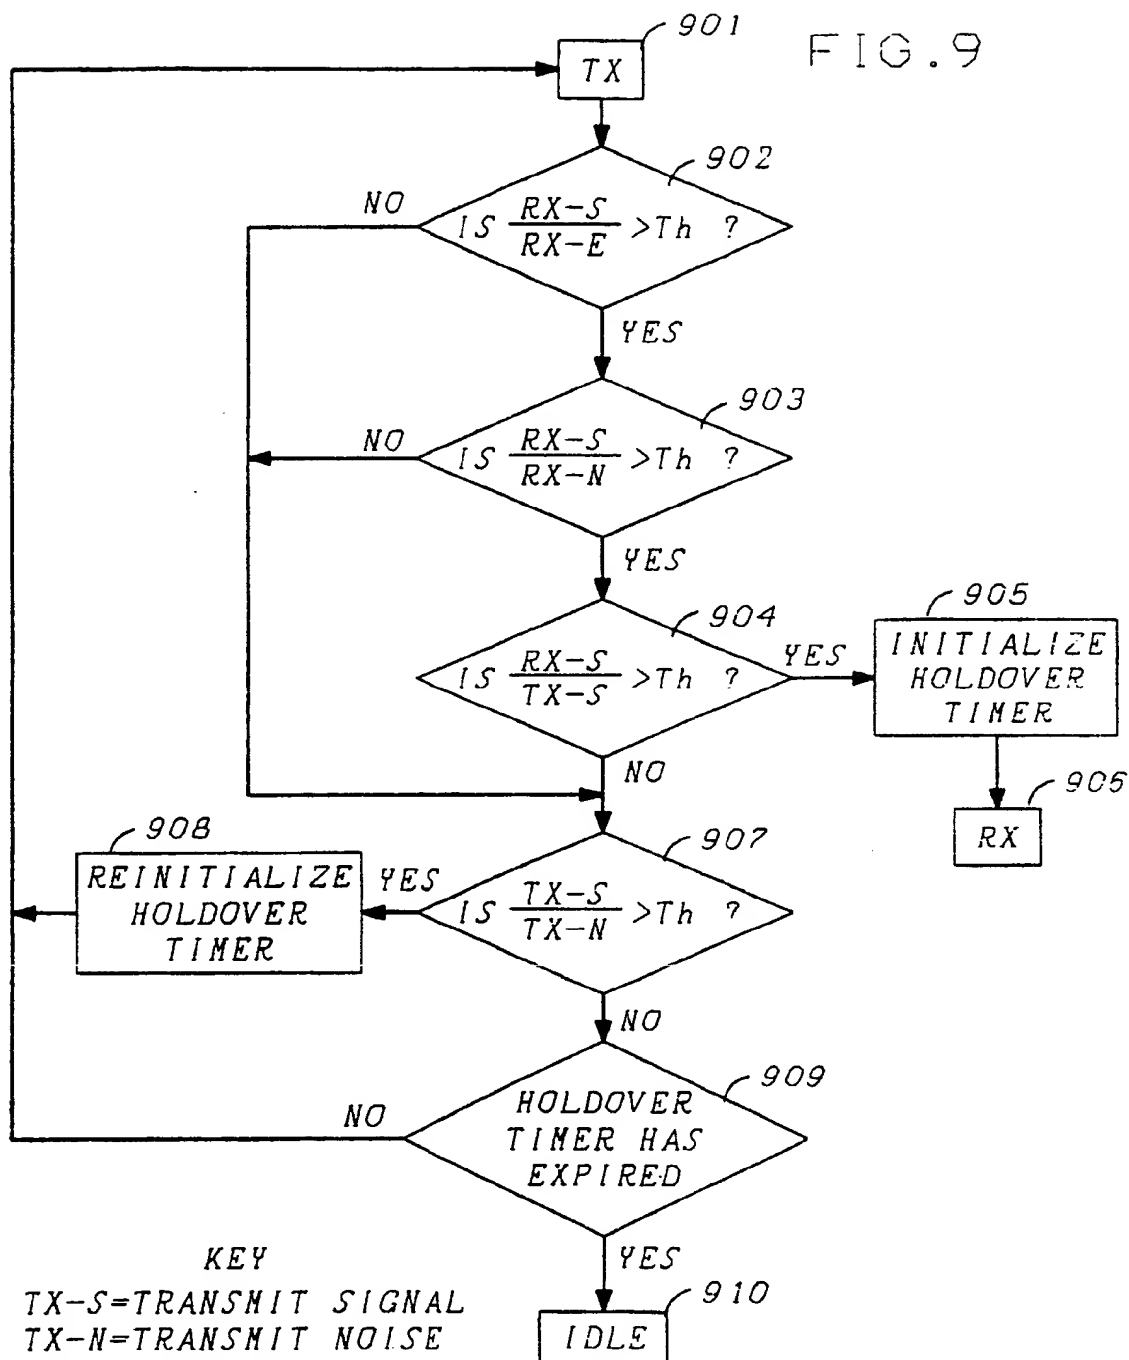 FIG.9
901
TX
902
NO
IS RX-S/RX-E >Th ?
YES
903
NO
IS RX-S/RX-N >Th ?
YES
904
IS RX-S/TX-S >Th ?
YES
905
INITIALIZE
HOLDOVER
TIMER
NO
906
RX
907
908
REINITIALIZE
HOLDOVER
TIMER
YES
IS TX-S/TX-N >Th ?
NO
909
NO
HOLDOVER
TIMER HAS
EXPIRED
YES
910
IDLE
KEY
TX-S=TRANSMIT SIGNAL
TX-N=TRANSMIT NOISE